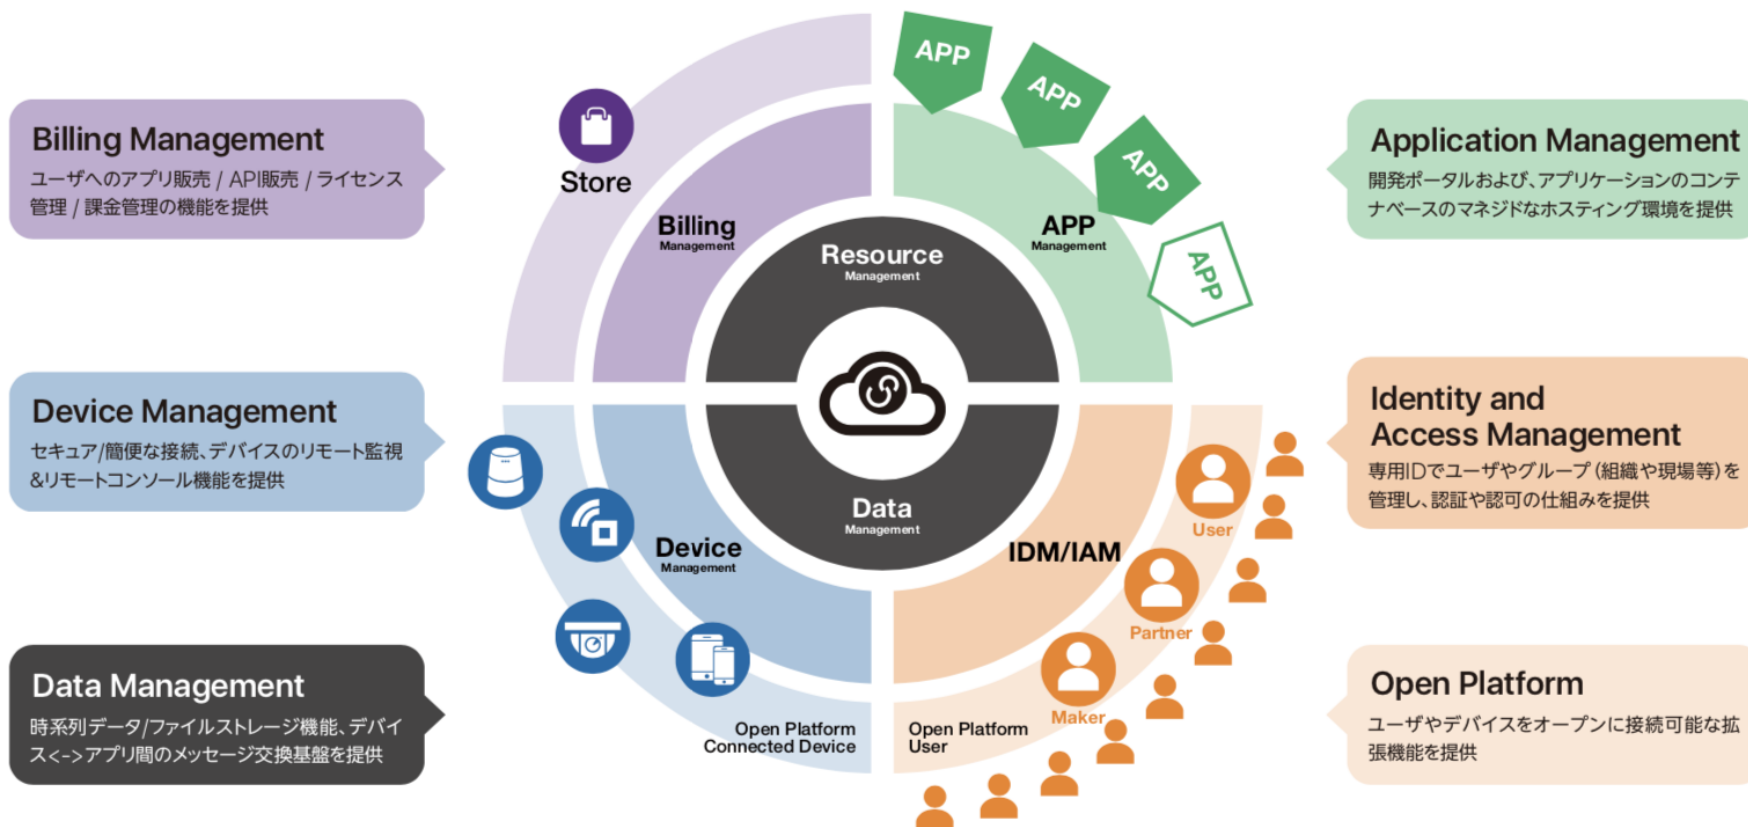 Billing Management
ユーザへのアプリ販売 / API販売 / ライセンス
管理 / 課金管理の機能を提供
Device Management
セキュア/簡便な接続、デバイスのリモート監視
&リモートコンソール機能を提供
Data Management
時系列データ/ファイルストレージ機能、デバイ
ス<->アプリ間のメッセージ交換基盤を提供
Store
Billing
Management
APP
APP
APP
APP
APP
Management
Resource
Management
Data
Management
Device
Management
IDM/IAM
User
Partner
Maker
Open Platform
Connected Device
Open Platform
User
Application Management
開発ポータルおよび、アプリケーションのコンテ
ナベースのマネジドなホスティング環境を提供
Identity and
Access Management
専用IDでユーザやグループ(組織や現場等)を
管理し、認証や認可の仕組みを提供
Open Platform
ユーザやデバイスをオープンに接続可能な拡
張機能を提供